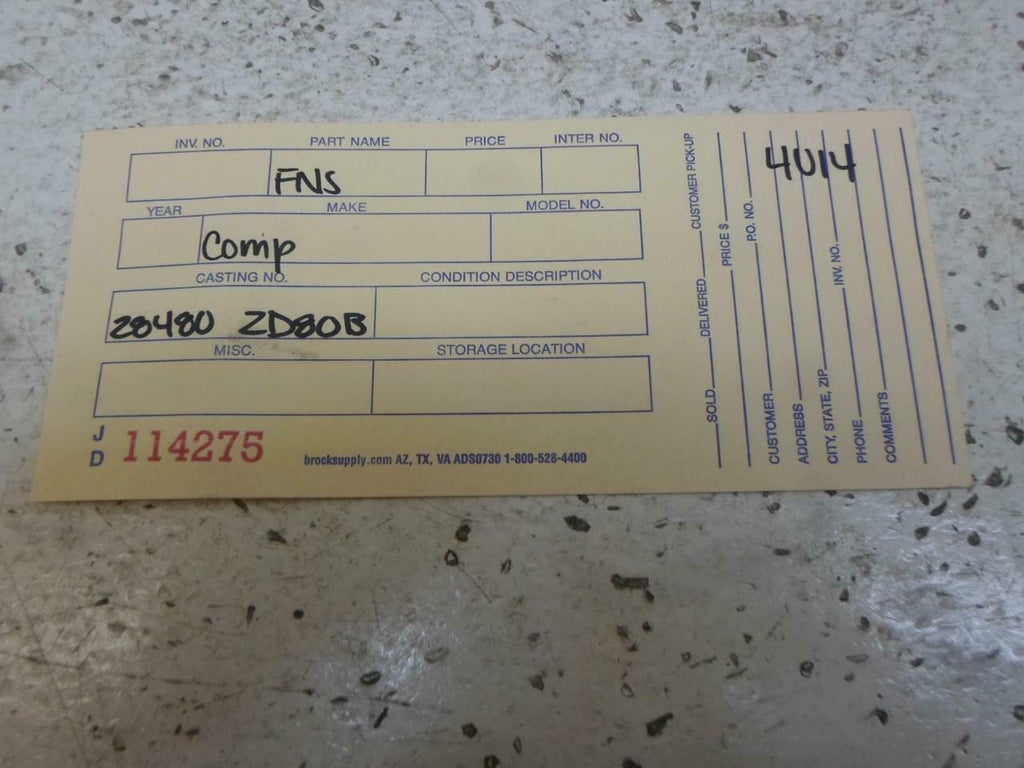 INV. NO. PART NAME PRICE INTER NO.
FNS
YEAR MAKE MODEL NO.
Comp
CASTING NO. CONDITION DESCRIPTION
28480 ZD80B
MISC. STORAGE LOCATION
J D 114275
brocksupply.com AZ, TX, VA ADS0730 1-800-528-4400
SOLD DELIVERED CUSTOMER PICK-UP
PRICE $
P.O. NO.
4U14
CUSTOMER
ADDRESS
CITY, STATE, ZIP
INV. NO.
PHONE
COMMENTS